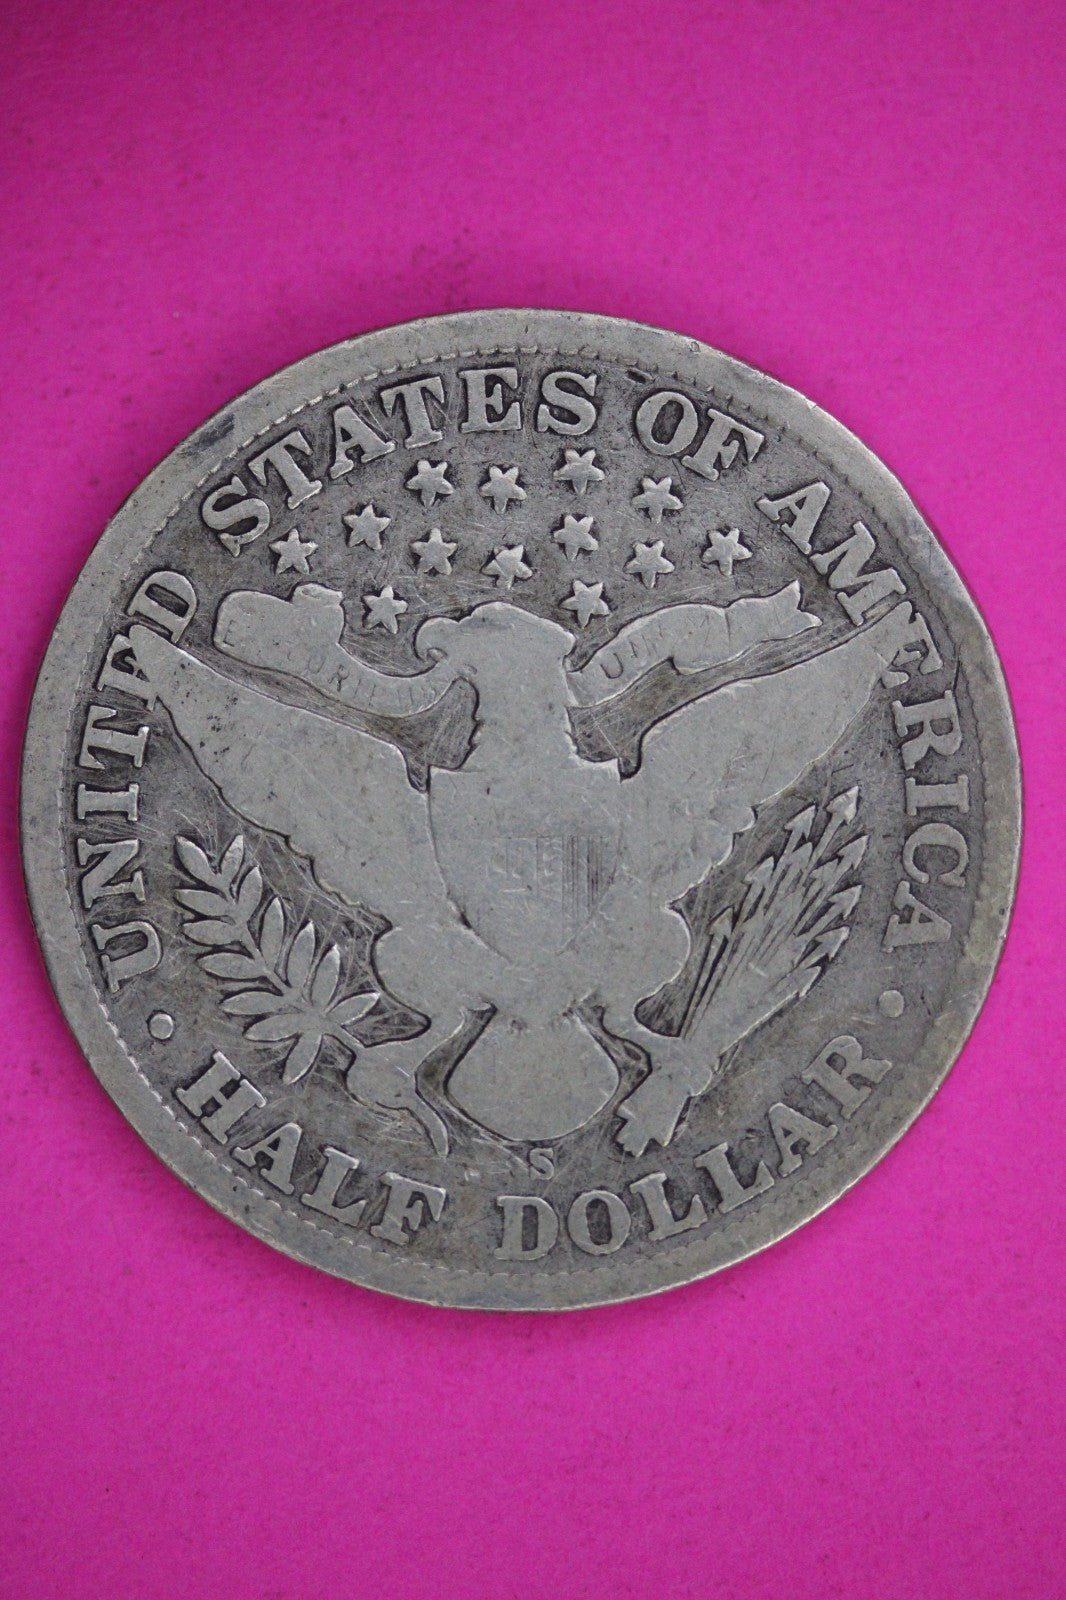 UNITED STATES OF AMERICA
S
· HALF DOLLAR ·